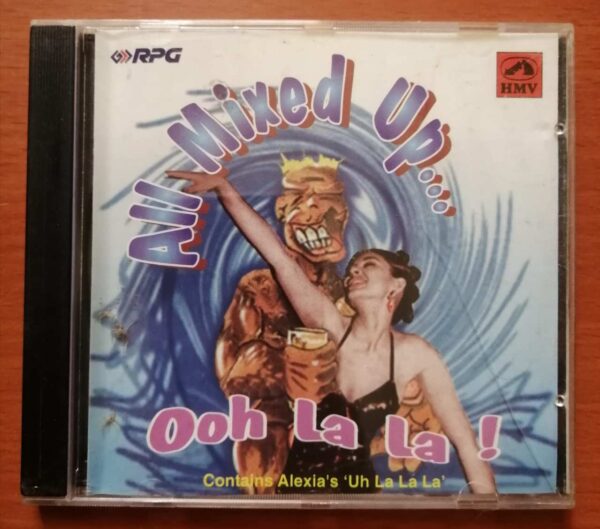 RPG
HMV
All Mixed Up....
Ooh La La !
Contains Alexia's 'Uh La La La'